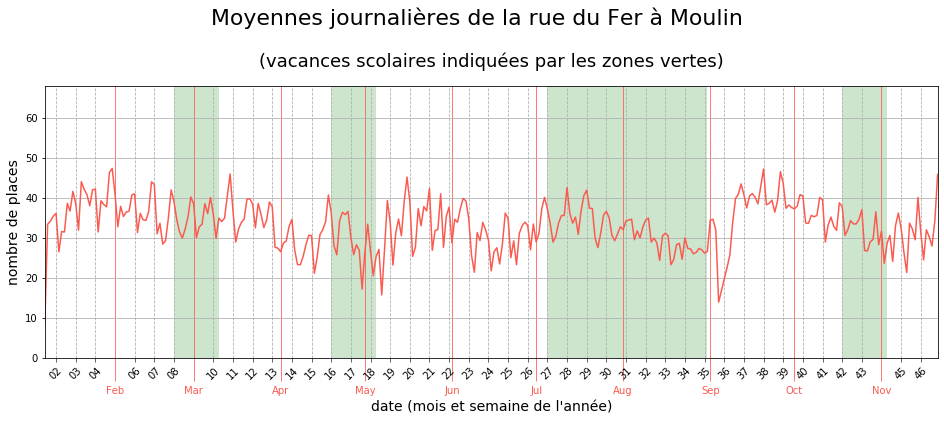 Moyennes journalières de la rue du Fer à Moulin
(vacances scolaires indiquées par les zones vertes)
nombre de places
60
50
40
30
20
10
0
02 03 04 06 07 08 10 11 12 13 14 15 16 17 18 19 20 21 22 23 24 25 26 27 28 29 30 31 32 33 34 35 36 37 38 39 40 41 42 43 45 46
Feb Mar Apr May Jun Jul Aug Sep Oct Nov
date (mois et semaine de l'année)